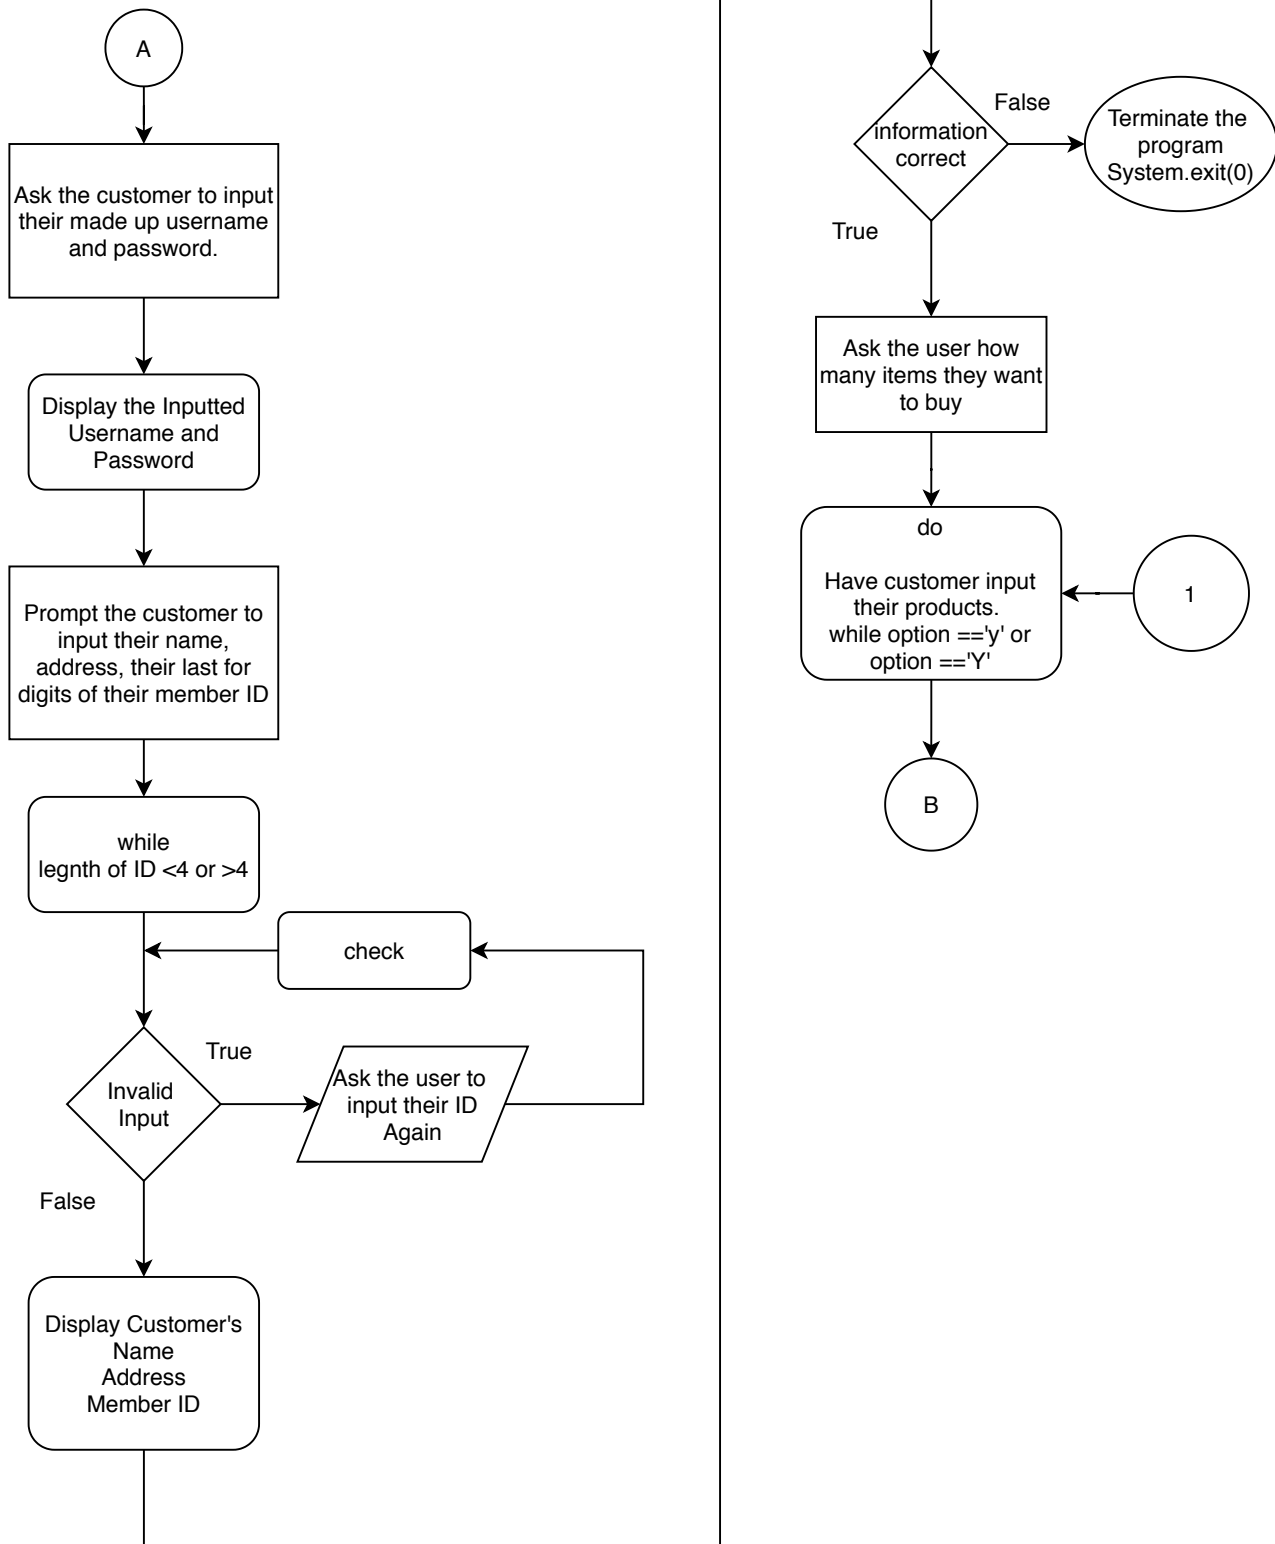 A
Ask the customer to input
their made up username
and password.
Display the Inputted
Username and
Password
Prompt the customer to
input their name,
address, their last for
digits of their member ID
while
legnth of ID <4 or >4
check
True
Invalid
Input
Ask the user to
input their ID
Again
False
Display Customer's
Name
Address
Member ID
False
information
correct
Terminate the
program
System.exit(0)
True
Ask the user how
many items they want
to buy
do
Have customer input
their products.
while option =='y' or
option =='Y'
1
B